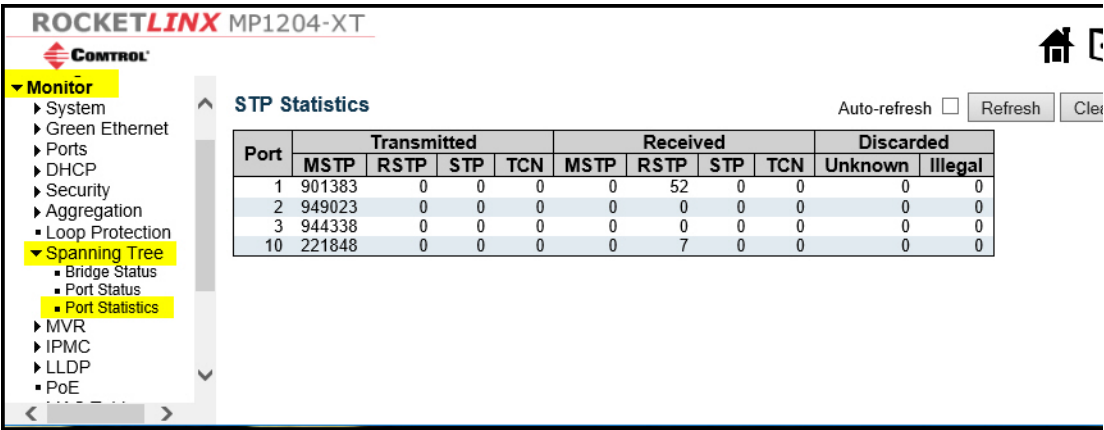 ROCKETLINX MP1204-XT
COMTROL
Monitor
System
Green Ethernet
Ports
DHCP
Security
Aggregation
Loop Protection
Spanning Tree
Bridge Status
Port Status
Port Statistics
MVR
IPMC
LLDP
PoE
STP Statistics
Auto-refresh Refresh
Port Transmitted Received Discarded
MSTP RSTP STP TCN MSTP RSTP STP TCN Unknown Illegal
1 901383 0 0 0 0 52 0 0 0 0
2 949023 0 0 0 0 0 0 0 0 0
3 944338 0 0 0 0 0 0 0 0 0
10 221848 0 0 0 0 7 0 0 0 0